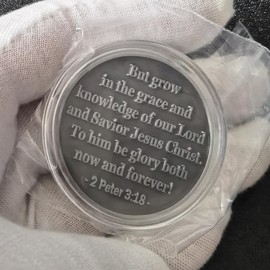 But grow
in the grace and
knowledge of our Lord
and Savior Jesus Christ.
To him be glory both
now and forever!
- 2 Peter 3:18 -